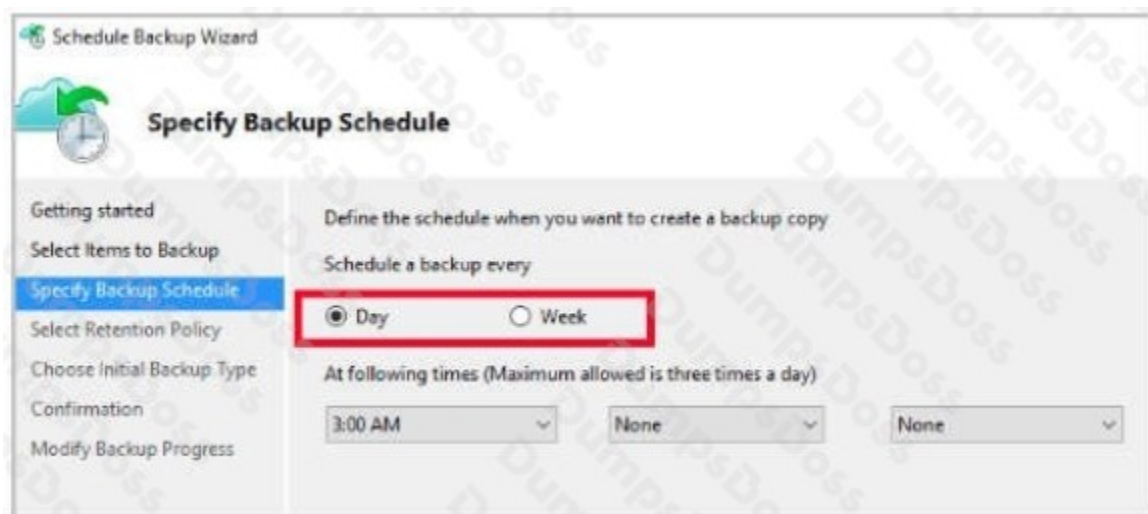 Schedule Backup Wizard
Specify Backup Schedule
Getting started
Select Items to Backup
Specify Backup Schedule
Select Retention Policy
Choose Initial Backup Type
Confirmation
Modify Backup Progress
Define the schedule when you want to create a backup copy
Schedule a backup every
Day Week
At following times (Maximum allowed is three times a day)
3:00 AM None None
DumpsDoss